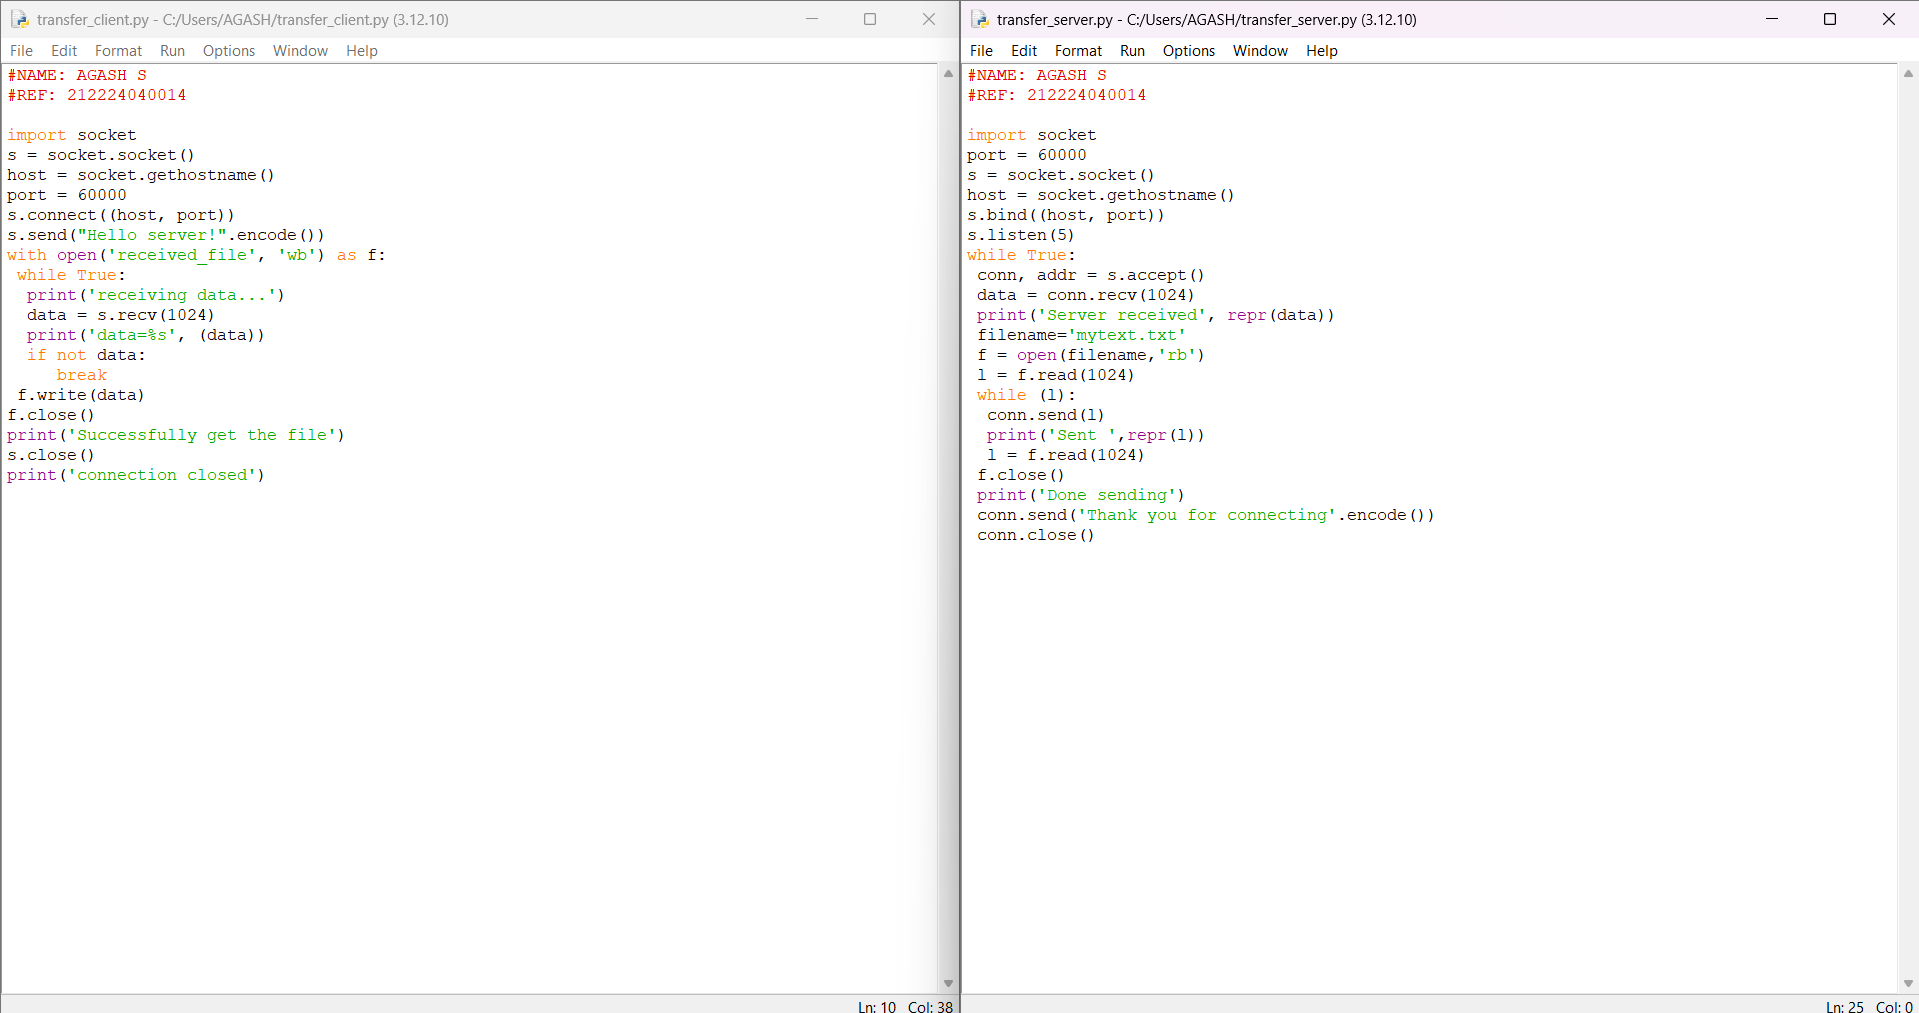 transfer_client.py - C:/Users/AGASH/transfer_client.py (3.12.10)
File Edit Format Run Options Window Help
#NAME: AGASH S
#REF: 212224040014

import socket
s = socket.socket()
host = socket.gethostname()
port = 60000
s.connect((host, port))
s.send("Hello server!".encode())
with open('received_file', 'wb') as f:
 while True:
  print('receiving data...')
  data = s.recv(1024)
  print('data=%s', (data))
  if not data:
     break
 f.write(data)
f.close()
print('Successfully get the file')
s.close()
print('connection closed')
Ln: 10 Col: 38
transfer_server.py - C:/Users/AGASH/transfer_server.py (3.12.10)
File Edit Format Run Options Window Help
#NAME: AGASH S
#REF: 212224040014

import socket
port = 60000
s = socket.socket()
host = socket.gethostname()
s.bind((host, port))
s.listen(5)
while True:
 conn, addr = s.accept()
 data = conn.recv(1024)
 print('Server received', repr(data))
 filename='mytext.txt'
 f = open(filename,'rb')
 l = f.read(1024)
 while (l):
  conn.send(l)
  print('Sent ',repr(l))
  l = f.read(1024)
 f.close()
 print('Done sending')
 conn.send('Thank you for connecting'.encode())
 conn.close()
Ln: 25 Col: 0